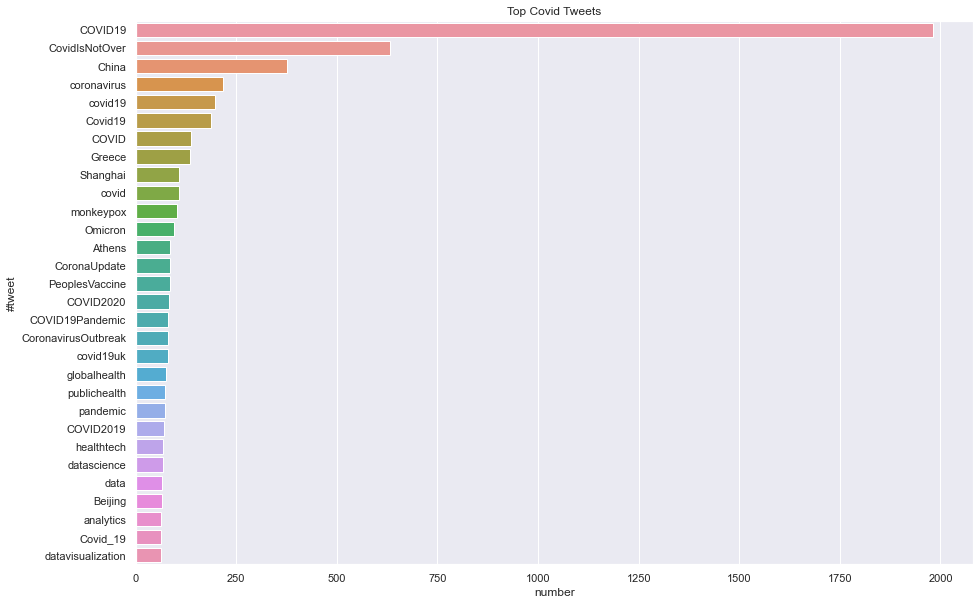 Top Covid Tweets
COVID19
CovidIsNotOver
China
coronavirus
covid19
Covid19
COVID
Greece
Shanghai
covid
monkeypox
Omicron
Athens
CoronaUpdate
PeoplesVaccine
COVID2020
COVID19Pandemic
CoronavirusOutbreak
covid19uk
globalhealth
publichealth
pandemic
COVID2019
healthtech
datascience
data
Beijing
analytics
Covid_19
datavisualization
#tweet
0 250 500 750 1000 1250 1500 1750 2000
number